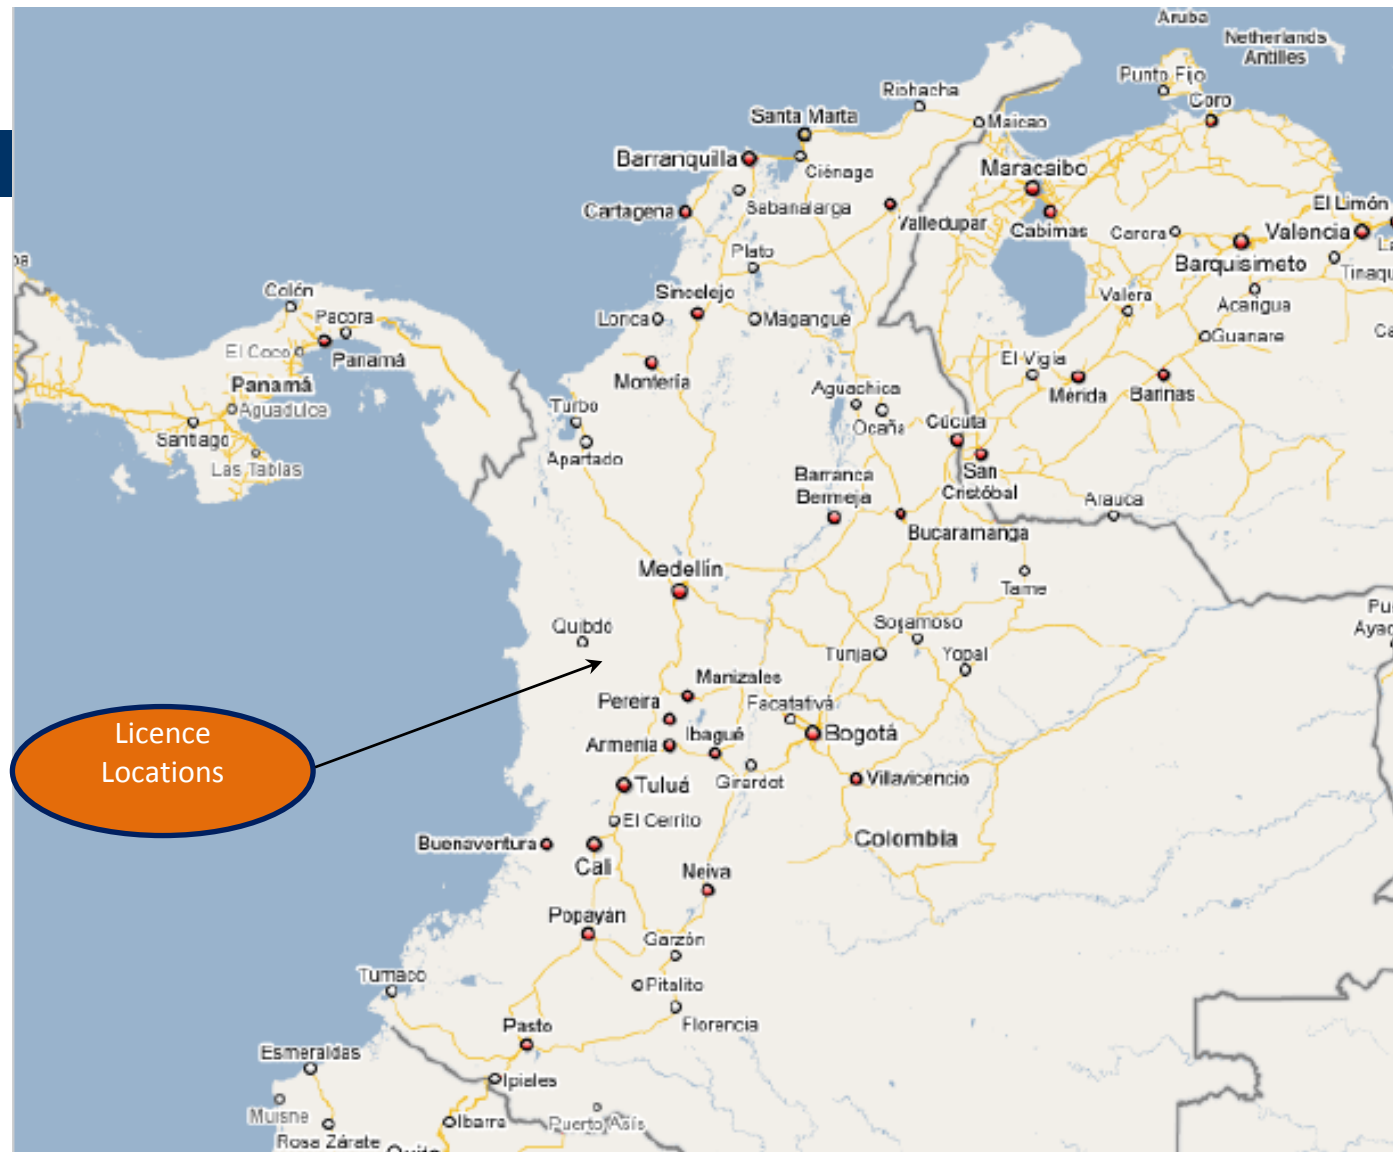 Aruba
Netherlands
Antilles
Punto Fijo
Riohacha
Coro
Santa Marta
Maicao
Barranquilla
Ciénaga
Maracaibo
Cartagena
Sabanalarga
Valledupar
Cabimas
El Limón
Carora
Valencia
Plato
Barquisimeto
Colón
Sincelejo
Valera
Acarigua
Pacora
Lorica
Magangué
Guanare
El Coco
Panamá
El Vigía
Panamá
Montería
Mérida
Barinas
Aguadulce
Turbo
Aguachica
Ocaña
Cúcuta
Santiago
Apartado
Las Tablas
San
Cristóbal
Barranca
Bermeja
Arauca
Bucaramanga
Medellín
Tame
Quibdó
Sogamoso
Tunja
Yopal
Manizales
Pereira
Facatativá
Licence
Locations
Armenia
Ibagué
Bogotá
Tuluá
Girardot
Villavicencio
El Cerrito
Buenaventura
Colombia
Cali
Neiva
Popayán
Garzón
Tumaco
Pitalito
Florencia
Pasto
Esmeraldas
Ipiales
Muisne
Ibarra
Puerto Asís
Rosa Zárate